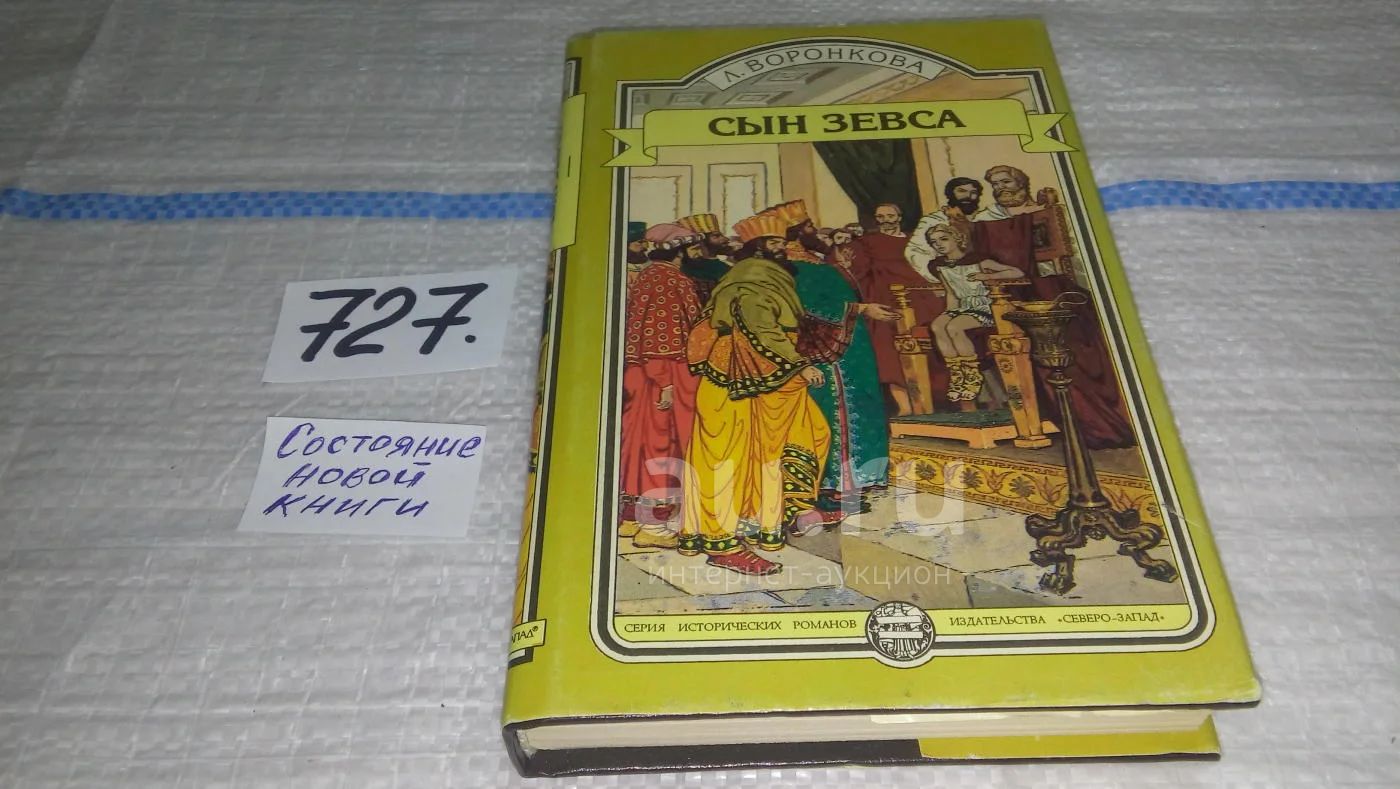 Л. ВОРОНКОВА
СЫН ЗЕВСА
727.
Состояние
новой
книги
au.ru
интернет-аукцион
СЕРИЯ ИСТОРИЧЕСКИХ РОМАНОВ ИЗДАТЕЛЬСТВА «СЕВЕРО-ЗАПАД»